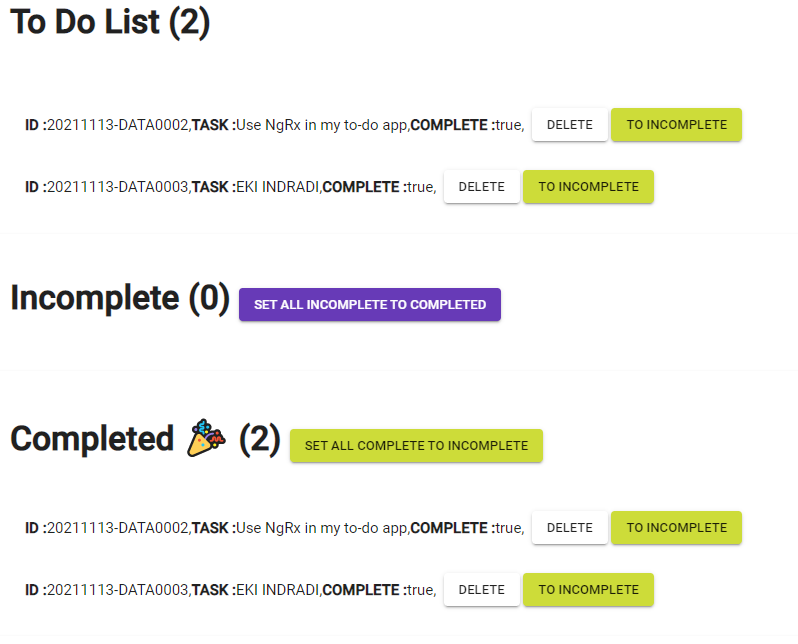 To Do List (2)
ID :20211113-DATA0002,TASK :Use NgRx in my to-do app,COMPLETE :true, DELETE TO INCOMPLETE
ID :20211113-DATA0003,TASK :EKI INDRADI,COMPLETE :true, DELETE TO INCOMPLETE
Incomplete (0) SET ALL INCOMPLETE TO COMPLETED
Completed 🎉 (2) SET ALL COMPLETE TO INCOMPLETE
ID :20211113-DATA0002,TASK :Use NgRx in my to-do app,COMPLETE :true, DELETE TO INCOMPLETE
ID :20211113-DATA0003,TASK :EKI INDRADI,COMPLETE :true, DELETE TO INCOMPLETE